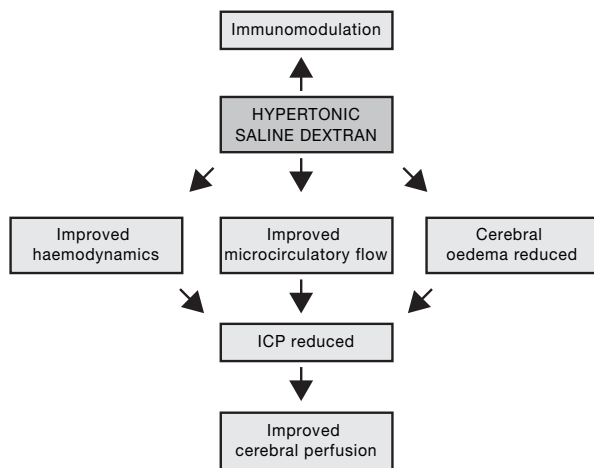 Immunomodulation
HYPERTONIC
SALINE DEXTRAN
Improved
haemodynamics
Improved
microcirculatory flow
Cerebral
oedema reduced
ICP reduced
Improved
cerebral perfusion